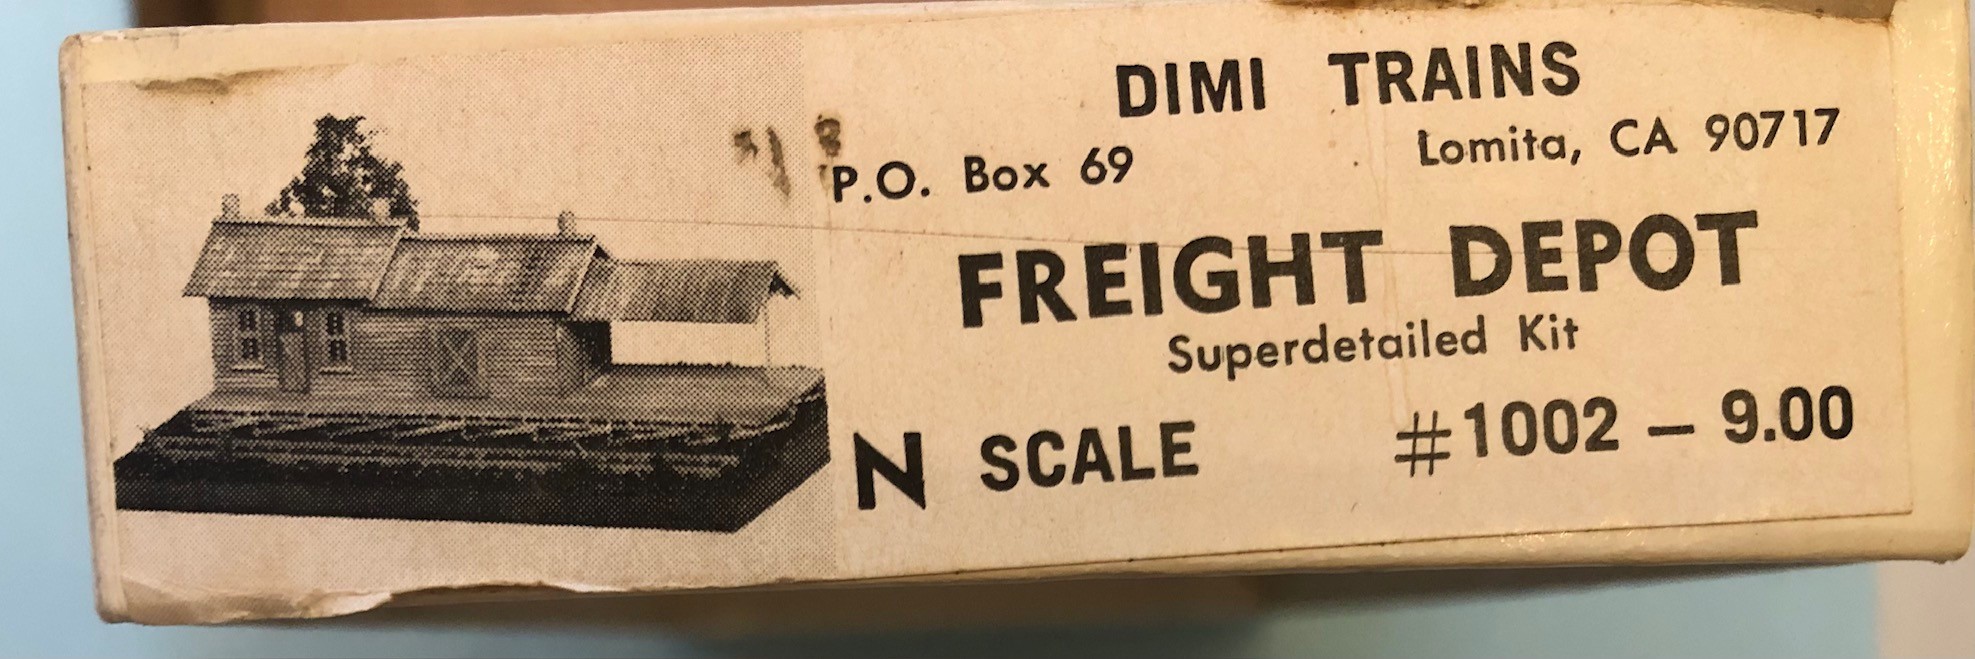 DIMI TRAINS
P.O. Box 69 Lomita, CA 90717
FREIGHT DEPOT
Superdetailed Kit
N SCALE #1002 – 9.00